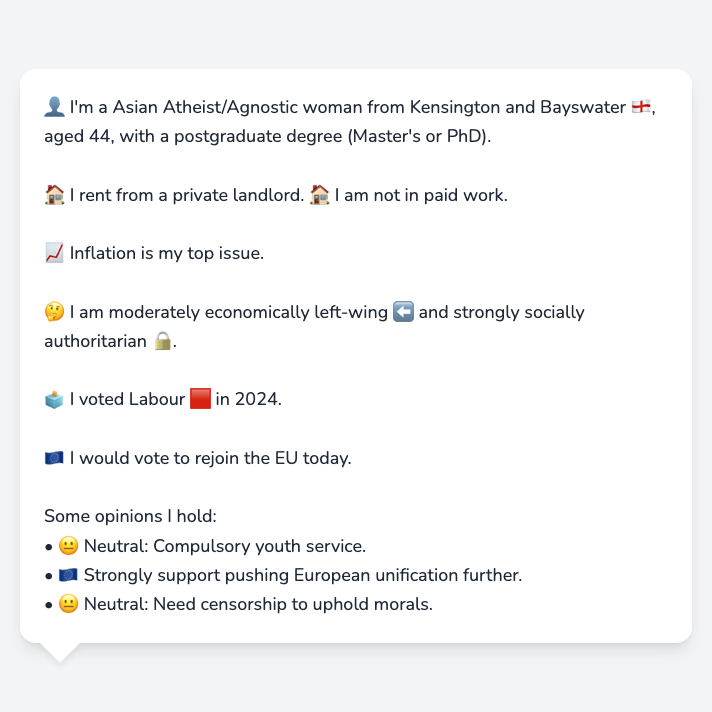 👤 I'm a Asian Atheist/Agnostic woman from Kensington and Bayswater 🏴󠁧󠁢󠁥󠁮󠁧󠁿,
aged 44, with a postgraduate degree (Master's or PhD).
🏠 I rent from a private landlord. 🏠 I am not in paid work.
📈 Inflation is my top issue.
🤔 I am moderately economically left-wing ⬅️ and strongly socially
authoritarian 🔒.
🗳️ I voted Labour 🟥 in 2024.
🇪🇺 I would vote to rejoin the EU today.
Some opinions I hold:
• 😐 Neutral: Compulsory youth service.
• 🇪🇺 Strongly support pushing European unification further.
• 😐 Neutral: Need censorship to uphold morals.